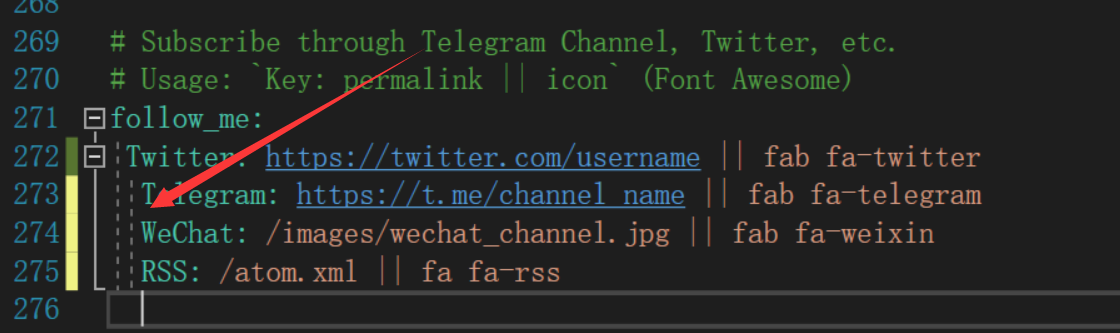 268
269 # Subscribe through Telegram Channel, Twitter, etc.
270 # Usage: `Key: permalink || icon` (Font Awesome)
271 follow_me:
272 Twitter: https://twitter.com/username || fab fa-twitter
273 Telegram: https://t.me/channel_name || fab fa-telegram
274 WeChat: /images/wechat_channel.jpg || fab fa-weixin
275 RSS: /atom.xml || fa fa-rss
276